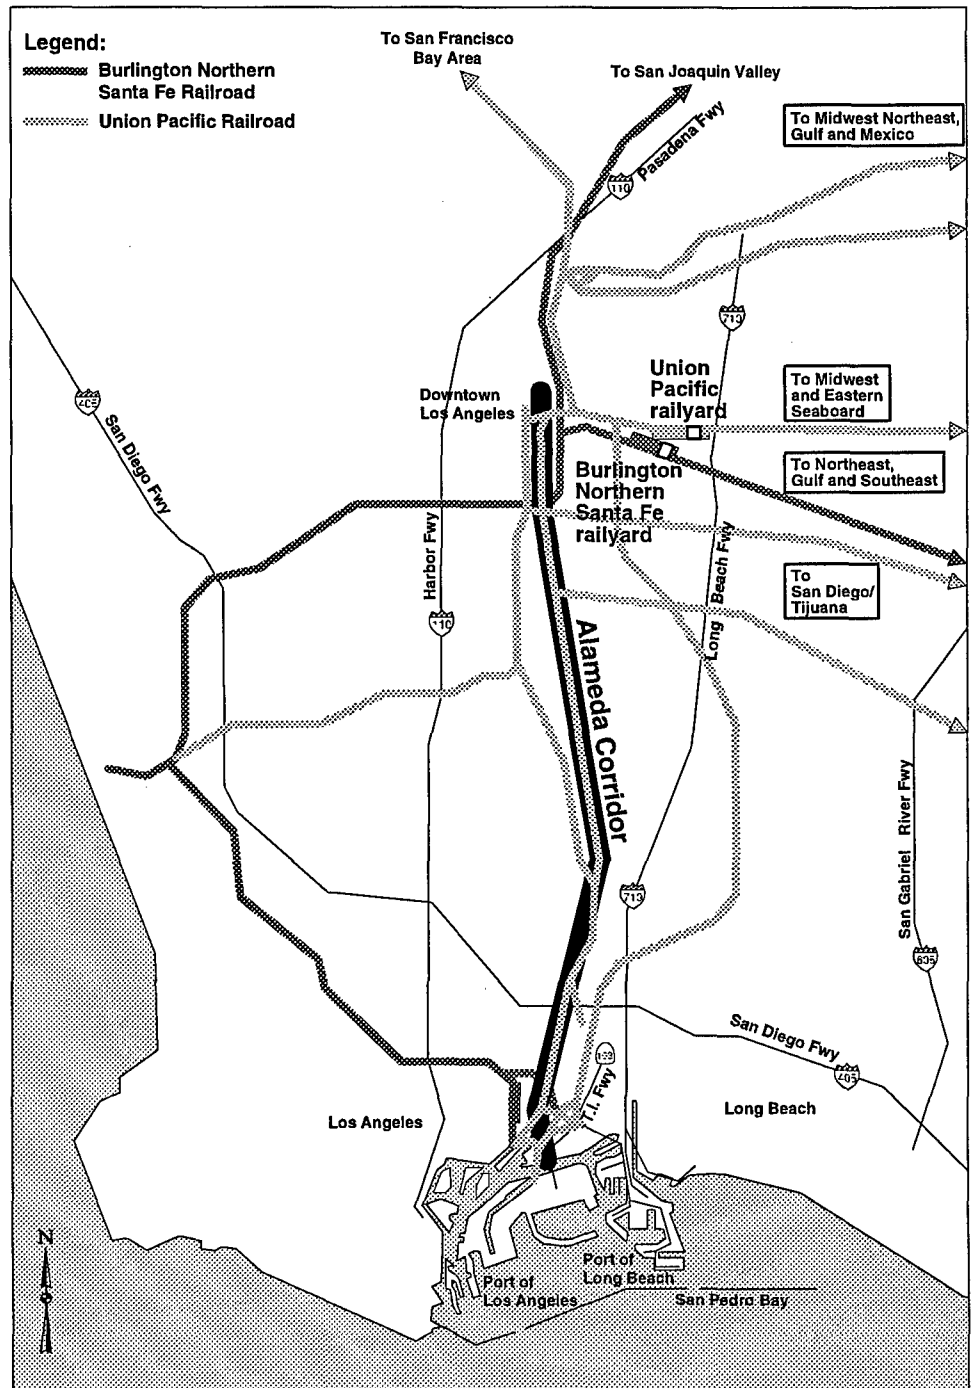 Legend:
Burlington Northern
Santa Fe Railroad
Union Pacific Railroad
To San Francisco
Bay Area
To San Joaquin Valley
Pasadena Fwy
110
To Midwest Northeast,
Gulf and Mexico
710
405
San Diego Fwy
Downtown
Los Angeles
Union
Pacific
railyard
To Midwest
and Eastern
Seaboard
Burlington
Northern
Santa Fe
railyard
To Northeast,
Gulf and Southeast
Harbor Fwy
110
Long Beach Fwy
To
San Diego/
Tijuana
Alameda Corridor
710
San Gabriel River Fwy
605
San Diego Fwy
405
T.I. Fwy
Los Angeles
Long Beach
N
Port of
Los Angeles
Port of
Long Beach
San Pedro Bay